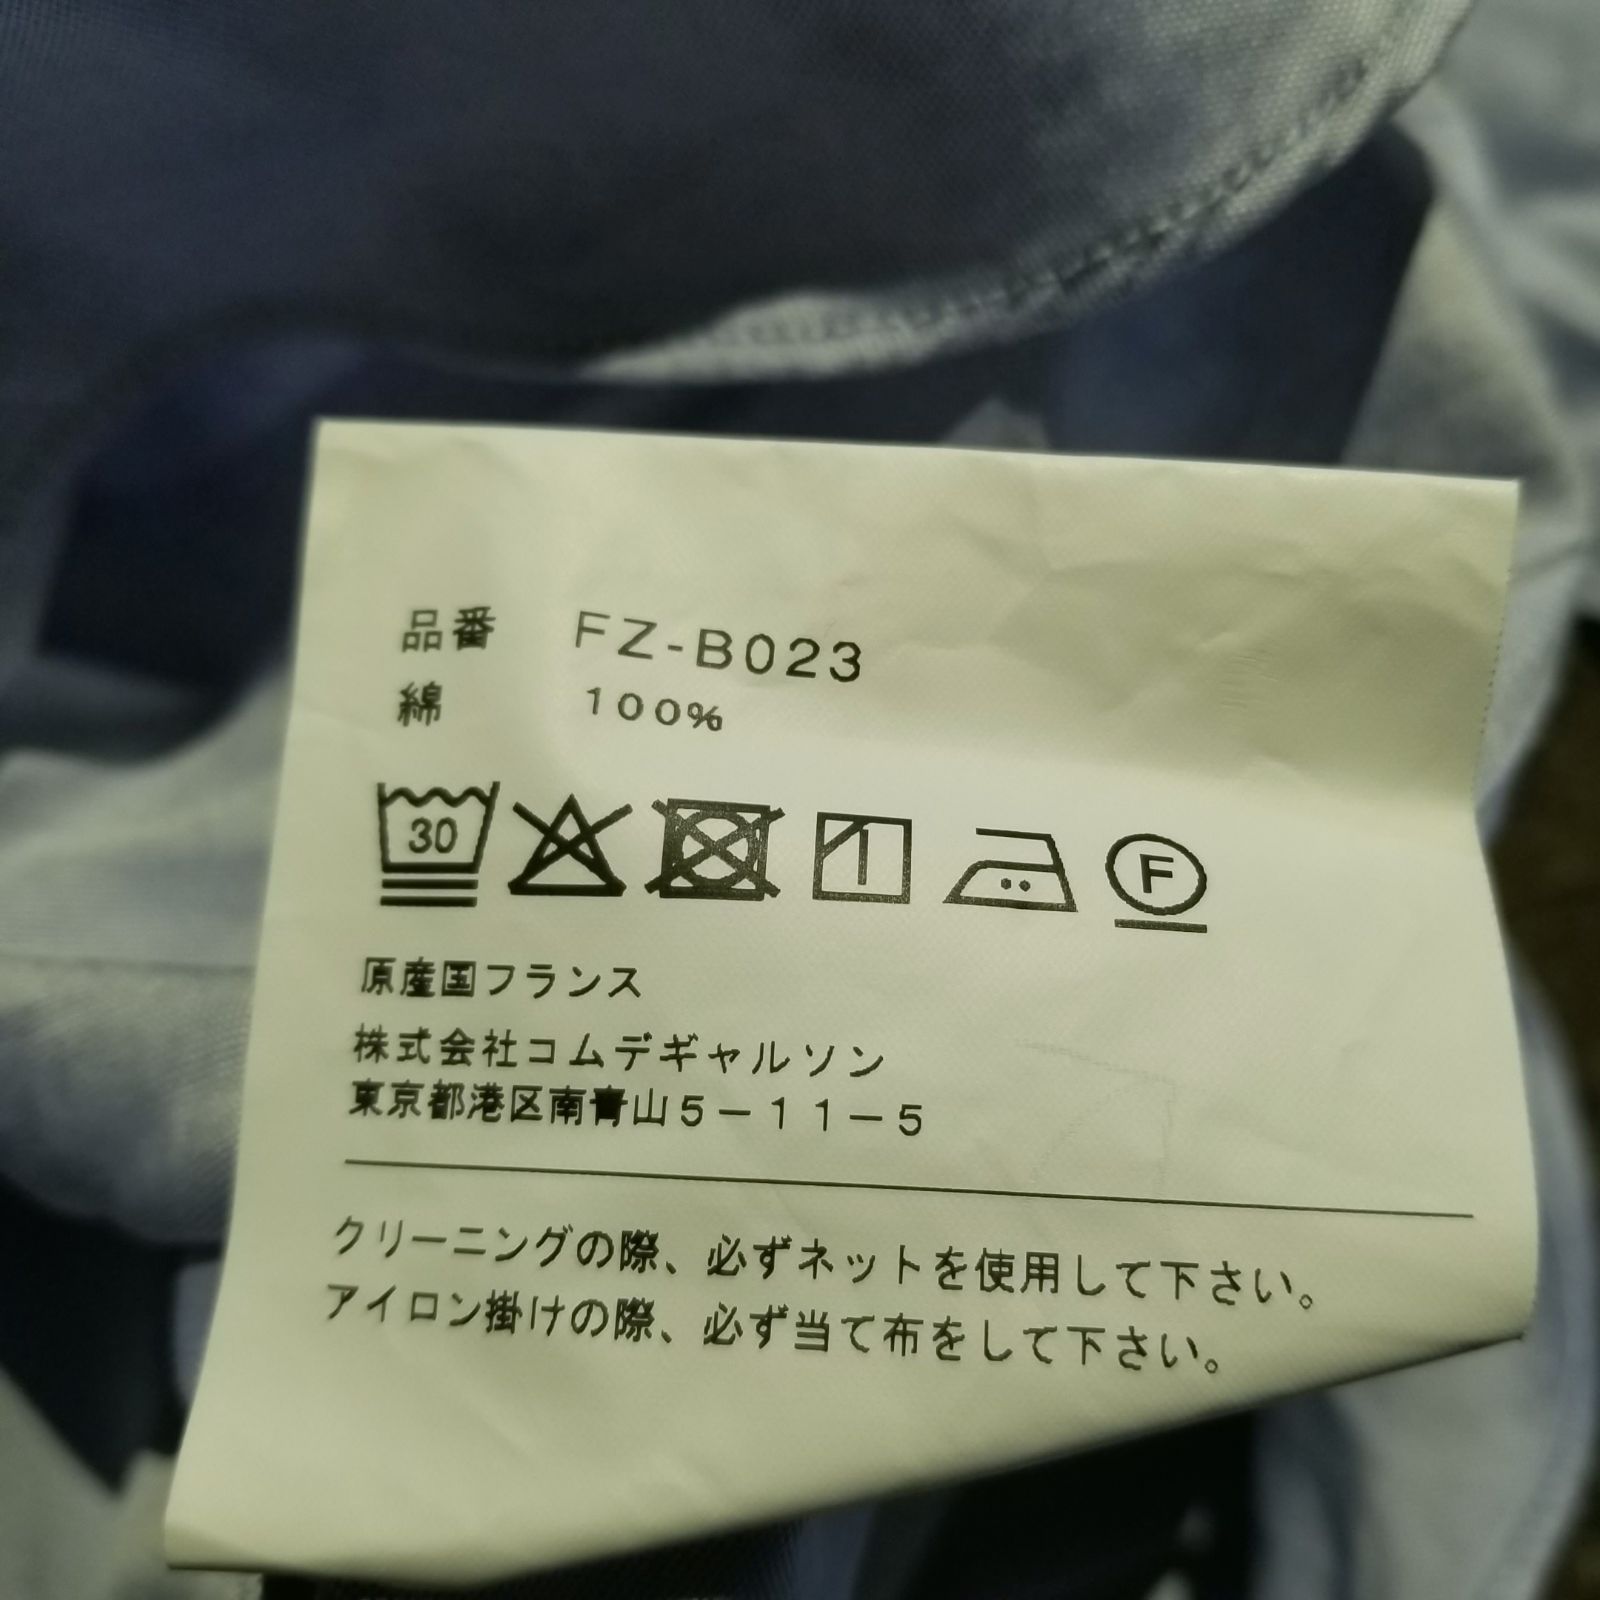 品番 FZ-B023
綿 100%
30 F
原産国フランス
株式会社コムデギャルソン
東京都港区南青山5-11-5
クリーニングの際、必ずネットを使用して下さい。
アイロン掛けの際、必ず当て布をして下さい。